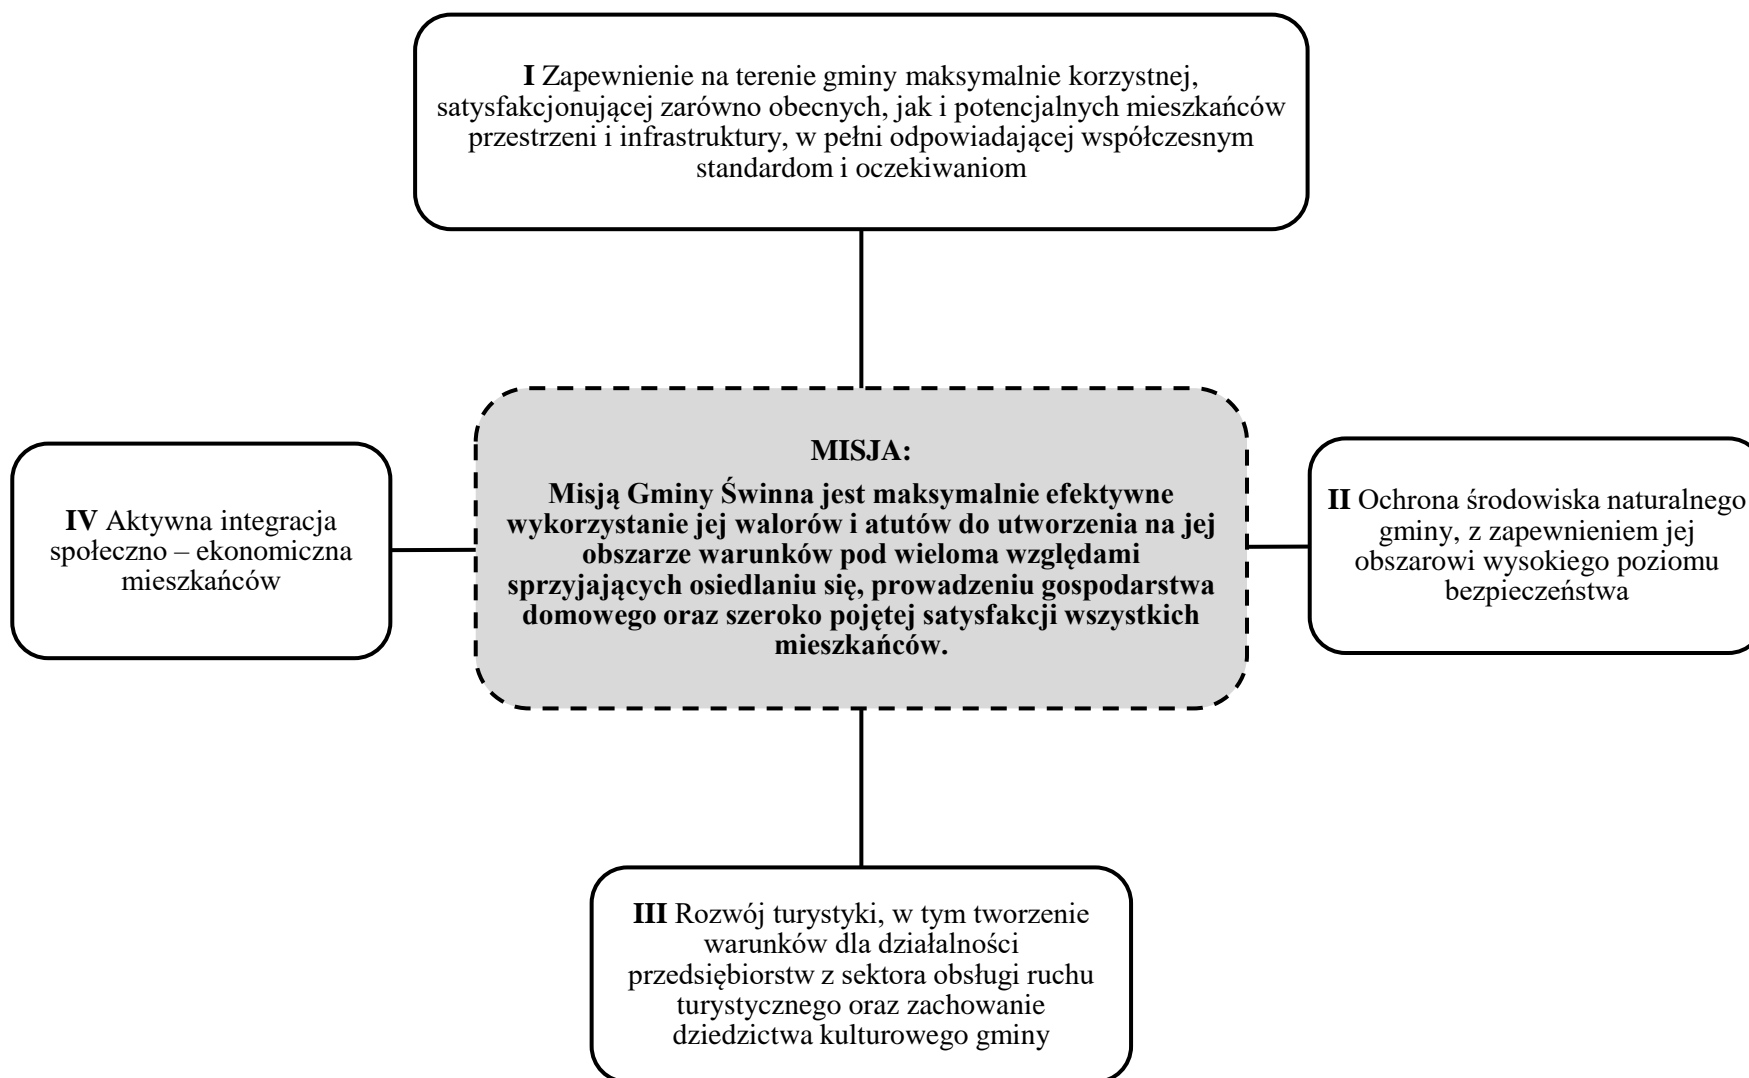 I Zapewnienie na terenie gminy maksymalnie korzystnej,
satysfakcjonującej zarówno obecnych, jak i potencjalnych mieszkańców
przestrzeni i infrastruktury, w pełni odpowiadającej współczesnym
standardom i oczekiwaniom
MISJA:
Misją Gminy Świnna jest maksymalnie efektywne
wykorzystanie jej walorów i atutów do utworzenia na jej
obszarze warunków pod wieloma względami
sprzyjających osiedlaniu się, prowadzeniu gospodarstwa
domowego oraz szeroko pojętej satysfakcji wszystkich
mieszkańców.
IV Aktywna integracja
społeczno – ekonomiczna
mieszkańców
II Ochrona środowiska naturalnego
gminy, z zapewnieniem jej
obszarowi wysokiego poziomu
bezpieczeństwa
III Rozwój turystyki, w tym tworzenie
warunków dla działalności
przedsiębiorstw z sektora obsługi ruchu
turystycznego oraz zachowanie
dziedzictwa kulturowego gminy